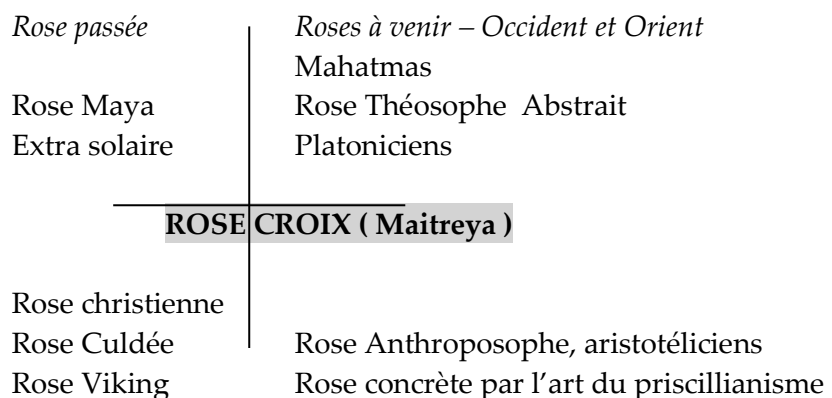 Rose passée Roses à venir – Occident et Orient
Mahatmas
Rose Maya Rose Théosophe Abstrait
Extra solaire Platoniciens
ROSE CROIX ( Maitreya )
Rose christienne
Rose Culdée Rose Anthroposophe, aristotéliciens
Rose Viking Rose concrète par l’art du priscillianisme